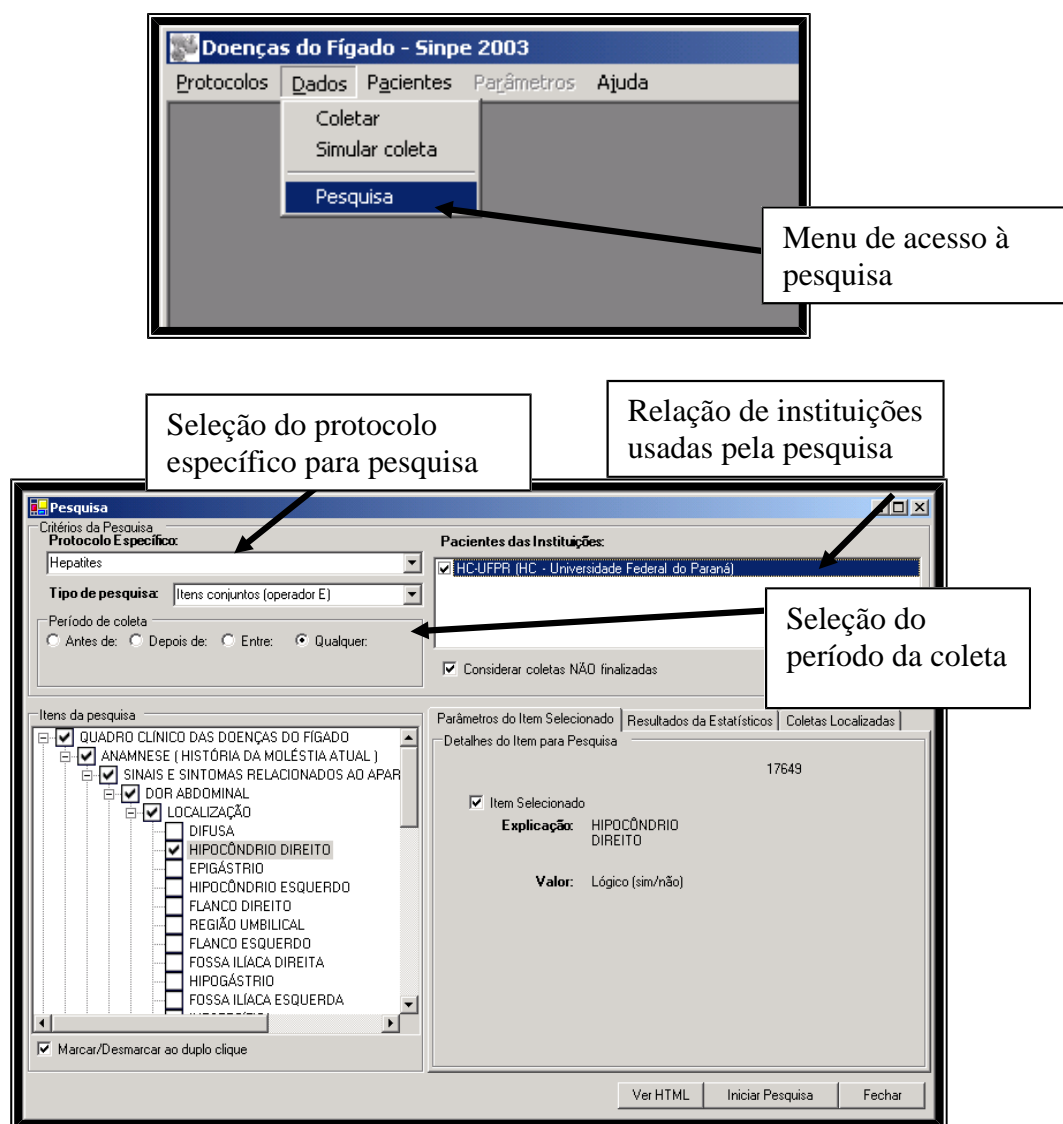 Doenças do Fígado - Sinpe 2003
Protocolos Dados Pacientes Parâmetros Ajuda
Coletar
Simular coleta
Pesquisa
Menu de acesso à
pesquisa
Seleção do protocolo
específico para pesquisa
Relação de instituições
usadas pela pesquisa
Pesquisa
Critérios da Pesquisa
Protocolo Específico:
Hepatites
Tipo de pesquisa: Itens conjuntos (operador E)
Período de coleta
Antes de: Depois de: Entre: Qualquer:
Pacientes das Instituições:
HC-UFPR (HC - Universidade Federal do Paraná)
Considerar coletas NÃO finalizadas
Seleção do
período da coleta
Itens da pesquisa
QUADRO CLÍNICO DAS DOENÇAS DO FÍGADO
ANAMNESE ( HISTÓRIA DA MOLÉSTIA ATUAL )
SINAIS E SINTOMAS RELACIONADOS AO APAR
DOR ABDOMINAL
LOCALIZAÇÃO
DIFUSA
HIPOCÔNDRIO DIREITO
EPIGÁSTRIO
HIPOCÔNDRIO ESQUERDO
FLANCO DIREITO
REGIÃO UMBILICAL
FLANCO ESQUERDO
FOSSA ILÍACA DIREITA
HIPOGÁSTRIO
FOSSA ILÍACA ESQUERDA
Marcar/Desmarcar ao duplo clique
Parâmetros do Item Selecionado Resultados da Estatísticos Coletas Localizadas
Detalhes do Item para Pesquisa
17649
Item Selecionado
Explicação: HIPOCÔNDRIO
DIREITO
Valor: Lógico (sim/não)
Ver HTML Iniciar Pesquisa Fechar